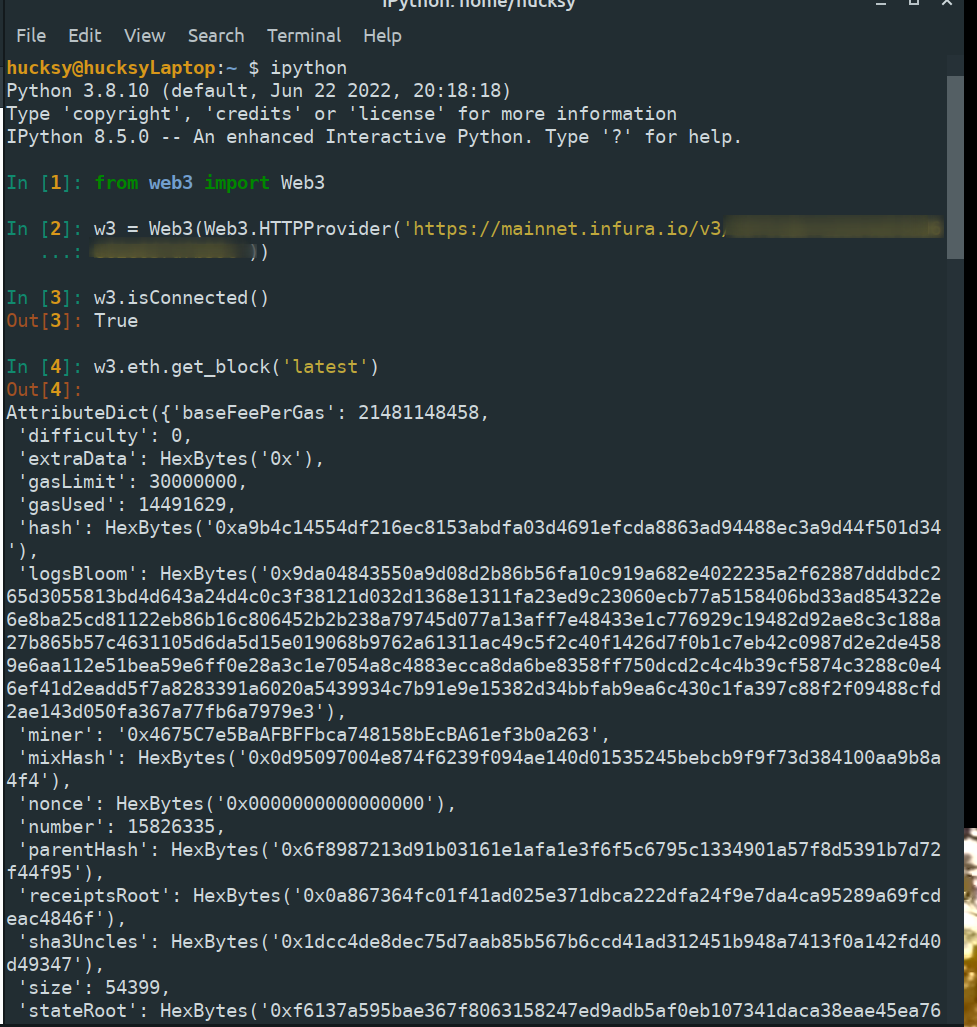 IPython: home/hucksy
File Edit View Search Terminal Help
hucksy@hucksyLaptop:~ $ ipython
Python 3.8.10 (default, Jun 22 2022, 20:18:18)
Type 'copyright', 'credits' or 'license' for more information
IPython 8.5.0 -- An enhanced Interactive Python. Type '?' for help.
In [1]: from web3 import Web3
In [2]: w3 = Web3(Web3.HTTPProvider('https://mainnet.infura.io/v3/
...: ))
In [3]: w3.isConnected()
Out[3]: True
In [4]: w3.eth.get_block('latest')
Out[4]:
AttributeDict({'baseFeePerGas': 21481148458,
'difficulty': 0,
'extraData': HexBytes('0x'),
'gasLimit': 30000000,
'gasUsed': 14491629,
'hash': HexBytes('0xa9b4c14554df216ec8153abdfa03d4691efcda8863ad94488ec3a9d44f501d34
'),
'logsBloom': HexBytes('0x9da04843550a9d08d2b86b56fa10c919a682e4022235a2f62887dddbdc2
65d3055813bd4d643a24d4c0c3f38121d032d1368e1311fa23ed9c23060ecb77a5158406bd33ad854322e
6e8ba25cd81122eb86b16c806452b2b238a79745d077a13aff7e48433e1c776929c19482d92ae8c3c188a
27b865b57c4631105d6da5d15e019068b9762a61311ac49c5f2c40f1426d7f0b1c7eb42c0987d2e2de458
9e6aa112e51bea59e6ff0e28a3c1e7054a8c4883ecca8da6be8358ff750dcd2c4c4b39cf5874c3288c0e4
6ef41d2eadd5f7a8283391a6020a5439934c7b91e9e15382d34bbfab9ea6c430c1fa397c88f2f09488cfd
2ae143d050fa367a77fb6a7979e3'),
'miner': '0x4675C7e5BaAFBFFbca748158bEcBA61ef3b0a263',
'mixHash': HexBytes('0x0d95097004e874f6239f094ae140d01535245bebcb9f9f73d384100aa9b8a
4f4'),
'nonce': HexBytes('0x0000000000000000'),
'number': 15826335,
'parentHash': HexBytes('0x6f8987213d91b03161e1afa1e3f6f5c6795c1334901a57f8d5391b7d72
f44f95'),
'receiptsRoot': HexBytes('0x0a867364fc01f41ad025e371dbca222dfa24f9e7da4ca95289a69fcd
eac4846f'),
'sha3Uncles': HexBytes('0x1dcc4de8dec75d7aab85b567b6ccd41ad312451b948a7413f0a142fd40
d49347'),
'size': 54399,
'stateRoot': HexBytes('0xf6137a595bae367f8063158247ed9adb5af0eb107341daca38eae45ea76